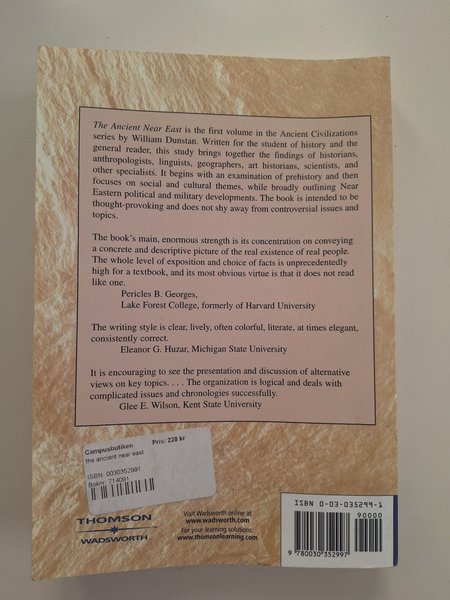 The Ancient Near East is the first volume in the Ancient Civilizations
series by William Dunstan. Written for the student of history and the
general reader, this study brings together the findings of historians,
anthropologists, linguists, geographers, art historians, scientists, and
other specialists. It begins with an examination of prehistory and then
focuses on social and cultural themes, while broadly outlining Near
Eastern political and military developments. The book is intended to be
thought-provoking and does not shy away from controversial issues and
topics.
The book's main, enormous strength is its concentration on conveying
a concrete and descriptive picture of the real existence of real people.
The whole level of exposition and choice of facts is unprecedentedly
high for a textbook, and its most obvious virtue is that it does not read
like one.
Pericles B. Georges,
Lake Forest College, formerly of Harvard University
The writing style is clear, lively, often colorful, literate, at times elegant,
consistently correct.
Eleanor G. Huzar, Michigan State University
It is encouraging to see the presentation and discussion of alternative
views on key topics. . . . The organization is logical and deals with
complicated issues and chronologies successfully.
Glee E. Wilson, Kent State University
Campusbuhken Pris: 228 kr
the anciant near east
ISBN: 0030352991
Boknr: 714091
THOMSON
WADSWORTH
Visit Wadsworth online at
www.wadsworth.com
For your learning solutions
www.thomsonlearning.com
ISBN 0-03-035299-1
90000
9 780030 352997